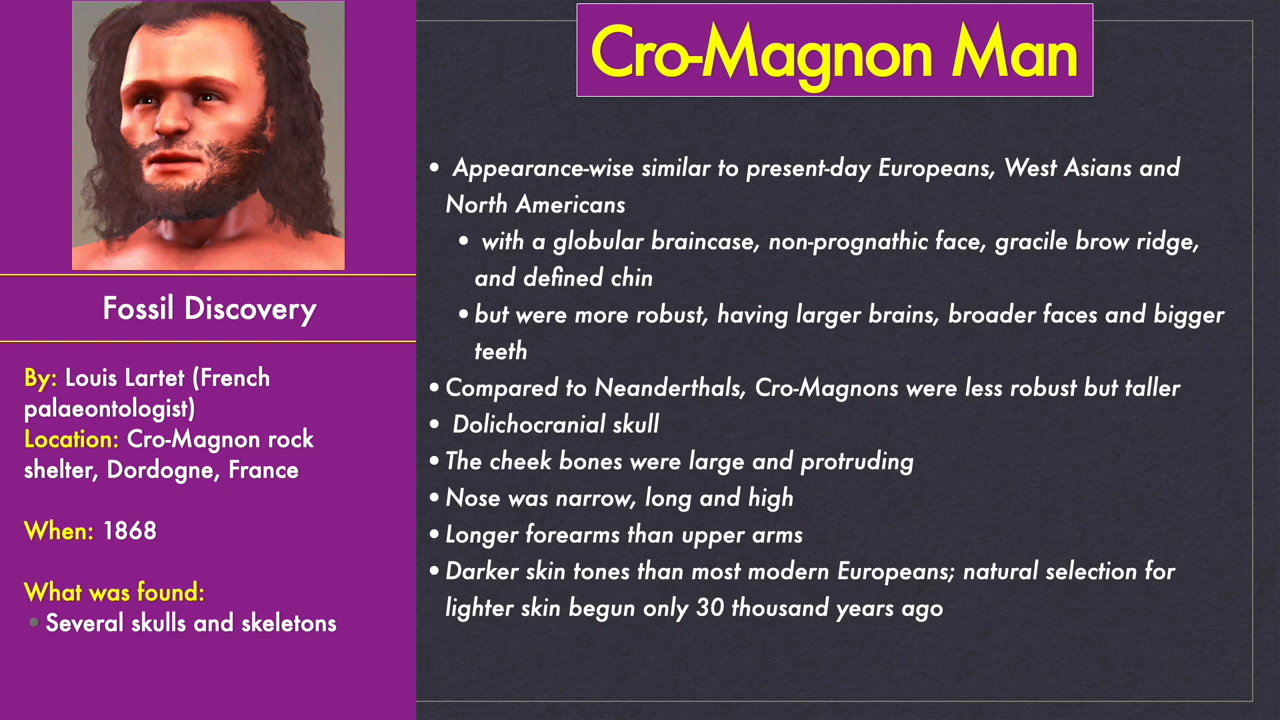 Cro-Magnon Man
Fossil Discovery
By: Louis Lartet (French
palaeontologist)
Location: Cro-Magnon rock
shelter, Dordogne, France
When: 1868
What was found:
• Several skulls and skeletons
• Appearance-wise similar to present-day Europeans, West Asians and
North Americans
• with a globular braincase, non-prognathic face, gracile brow ridge,
and defined chin
• but were more robust, having larger brains, broader faces and bigger
teeth
• Compared to Neanderthals, Cro-Magnons were less robust but taller
• Dolichocranial skull
• The cheek bones were large and protruding
• Nose was narrow, long and high
• Longer forearms than upper arms
• Darker skin tones than most modern Europeans; natural selection for
lighter skin begun only 30 thousand years ago